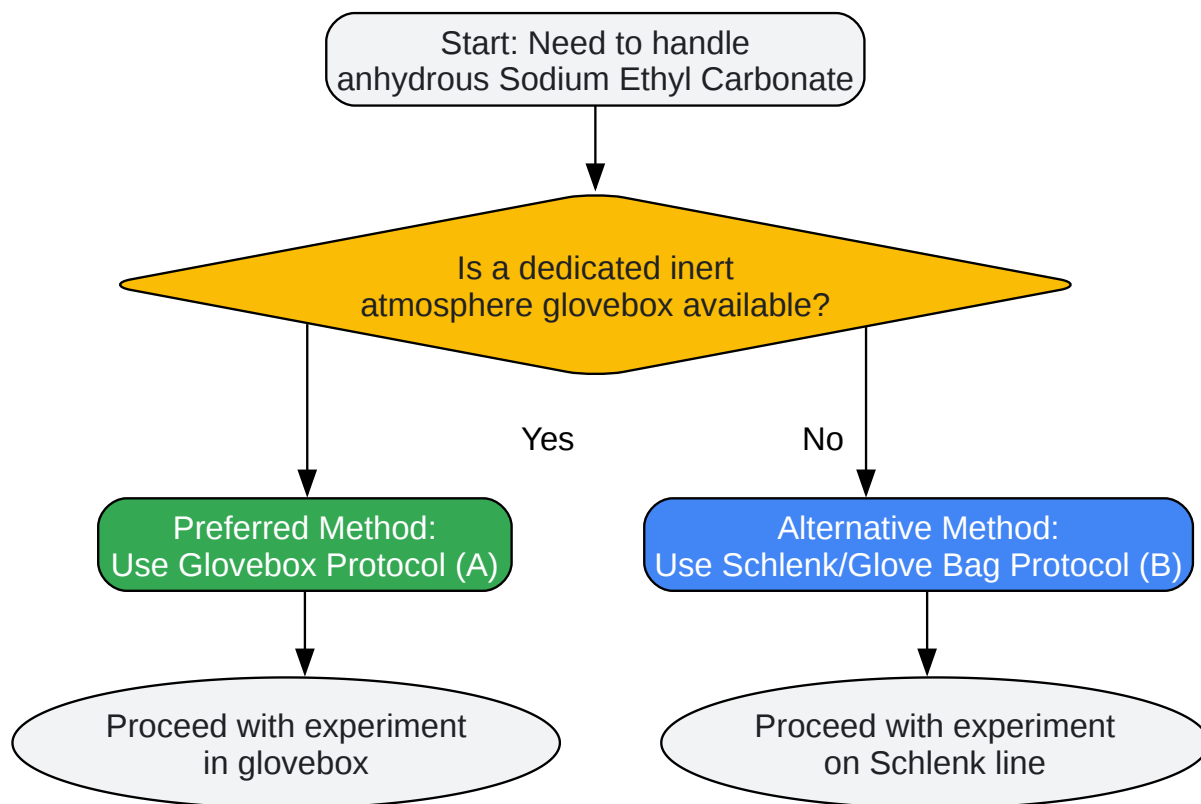 Start: Need to handle
anhydrous Sodium Ethyl Carbonate
Is a dedicated inert
atmosphere glovebox available?
Yes
No
Preferred Method:
Use Glovebox Protocol (A)
Alternative Method:
Use Schlenk/Glove Bag Protocol (B)
Proceed with experiment
in glovebox
Proceed with experiment
on Schlenk line